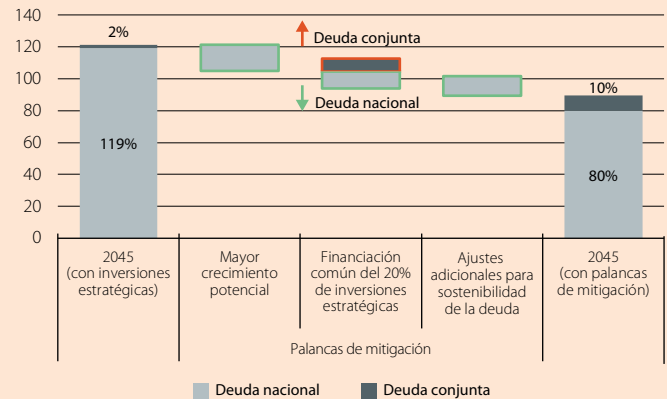 140
120
100
80
60
40
20
0
2%
119%
Deuda conjunta
Deuda nacional
10%
80%
2045
(con inversiones
estratégicas)
Mayor
crecimiento
potencial
Financiación
común del 20%
de inversiones
estratégicas
Ajustes
adicionales para
sostenibilidad
de la deuda
2045
(con palancas
de mitigación)
Palancas de mitigación
Deuda nacional
Deuda conjunta